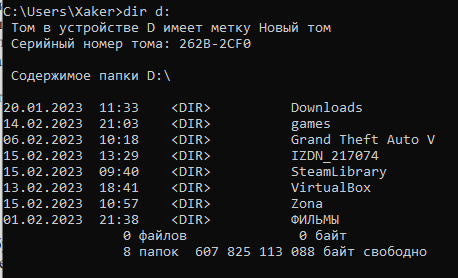 C:\Users\Xaker>dir d:
Том в устройстве D имеет метку Новый том
Серийный номер тома: 262B-2CF0
Содержимое папки D:\
20.01.2023 11:33 <DIR> Downloads
14.02.2023 21:03 <DIR> games
06.02.2023 10:18 <DIR> Grand Theft Auto V
15.02.2023 13:29 <DIR> IZDN_217074
15.02.2023 09:40 <DIR> SteamLibrary
13.02.2023 18:41 <DIR> VirtualBox
15.02.2023 10:57 <DIR> Zona
01.02.2023 21:38 <DIR> ФИЛЬМЫ
0 файлов 0 байт
8 папок 607 825 113 088 байт свободно